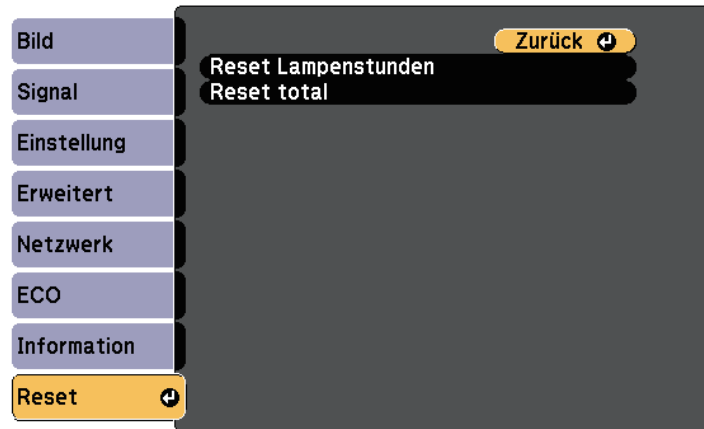 Bild
Signal
Einstellung
Erweitert
Netzwerk
ECO
Information
Reset
Zurück
Reset Lampenstunden
Reset total